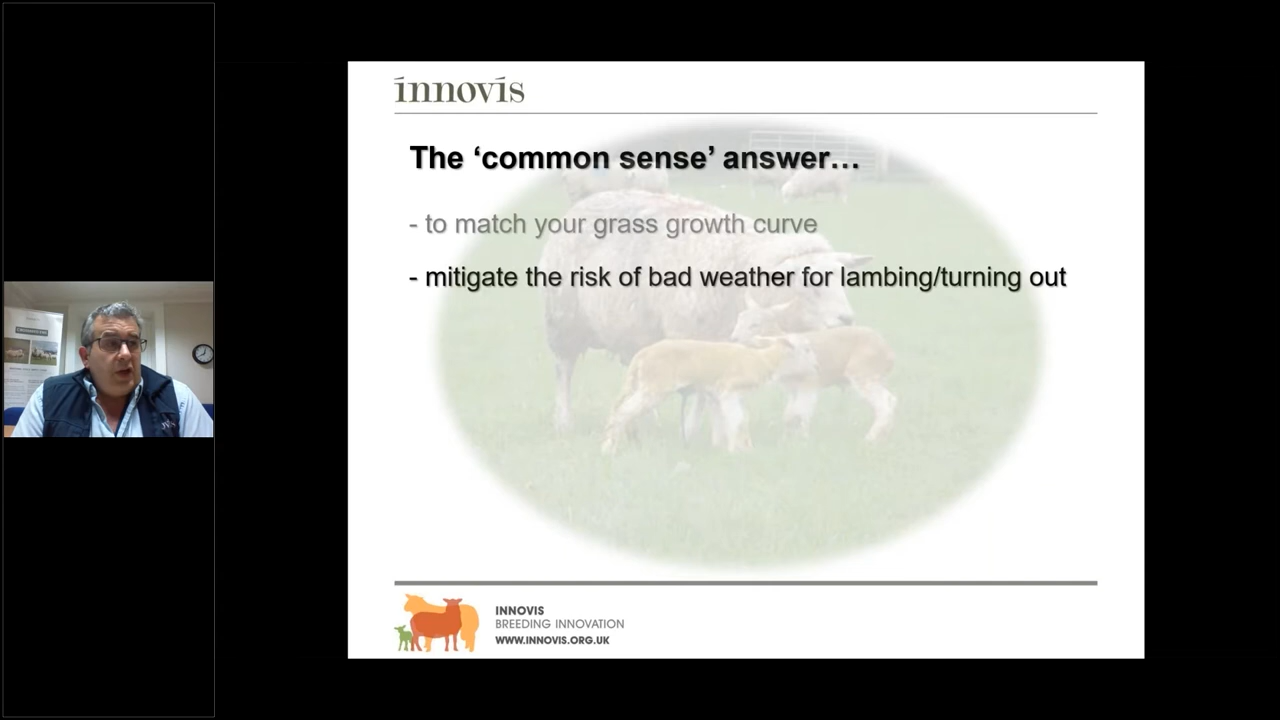 innovis
The ‘common sense’ answer…
- to match your grass growth curve
- mitigate the risk of bad weather for lambing/turning out
INNOVIS
BREEDING INNOVATION
WWW.INNOVIS.ORG.UK